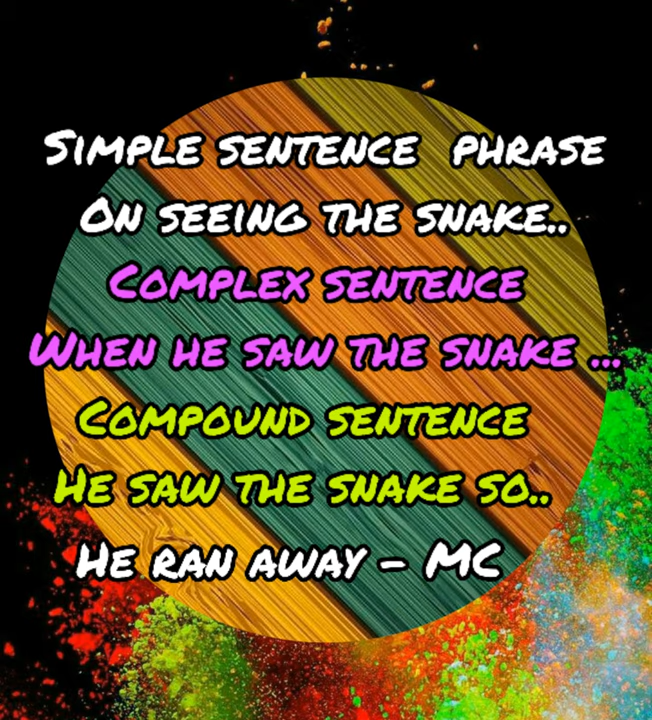 Simple sentence phrase
On seeing the snake..
Complex sentence
When he saw the snake ...
Compound sentence
He saw the snake so..
He ran away - MC